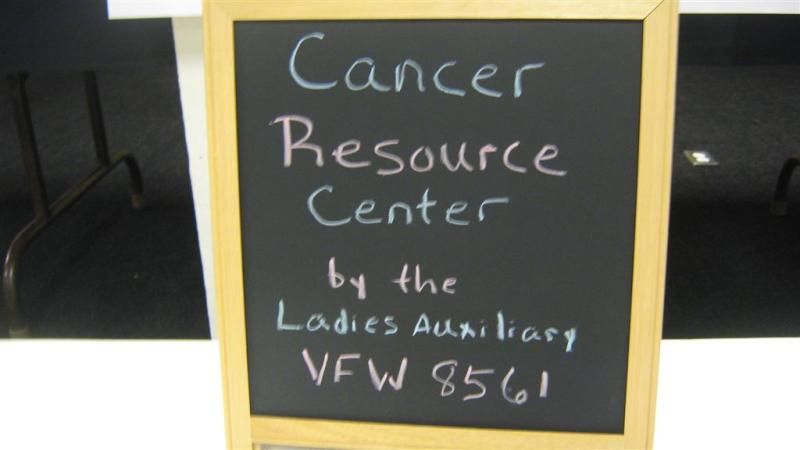 Cancer
Resource
Center
by the
Ladies Auxiliary
VFW 8561